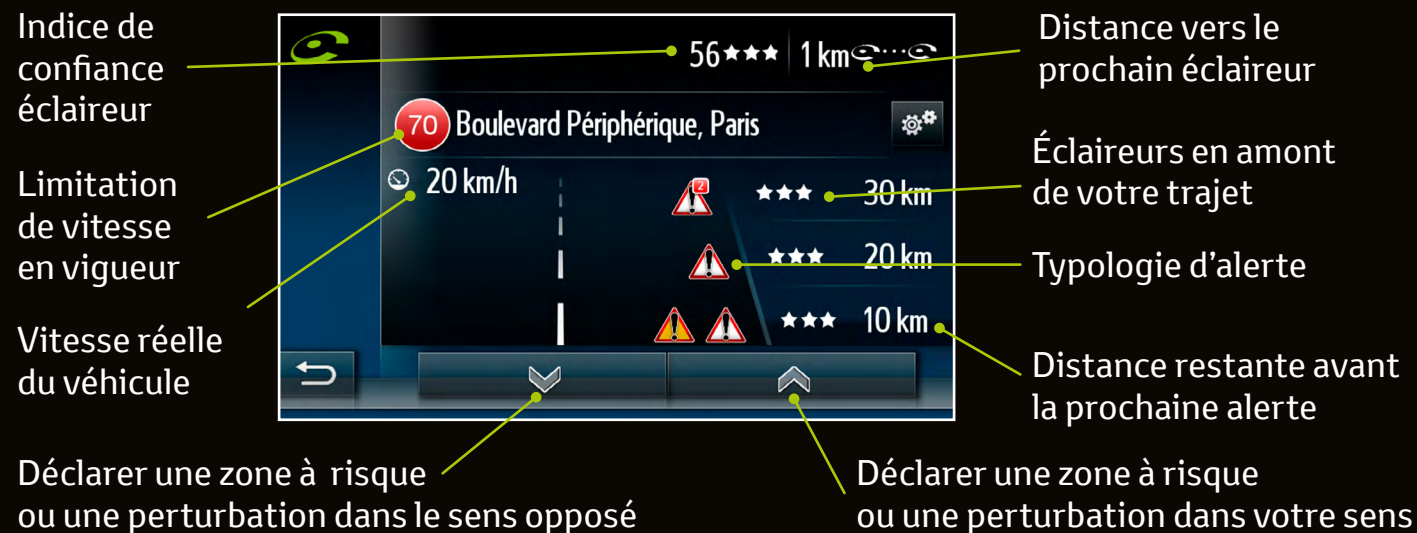 Indice de
confiance
éclaireur
Limitation
de vitesse
en vigueur
Vitesse réelle
du véhicule
56★★★ 1 km
70 Boulevard Périphérique, Paris
20 km/h
2 ★★★ 30 km
★★★ 20 km
★★★ 10 km
Distance vers le
prochain éclaireur
Éclaireurs en amont
de votre trajet
Typologie d'alerte
Distance restante avant
la prochaine alerte
Déclarer une zone à risque
ou une perturbation dans le sens opposé
Déclarer une zone à risque
ou une perturbation dans votre sens